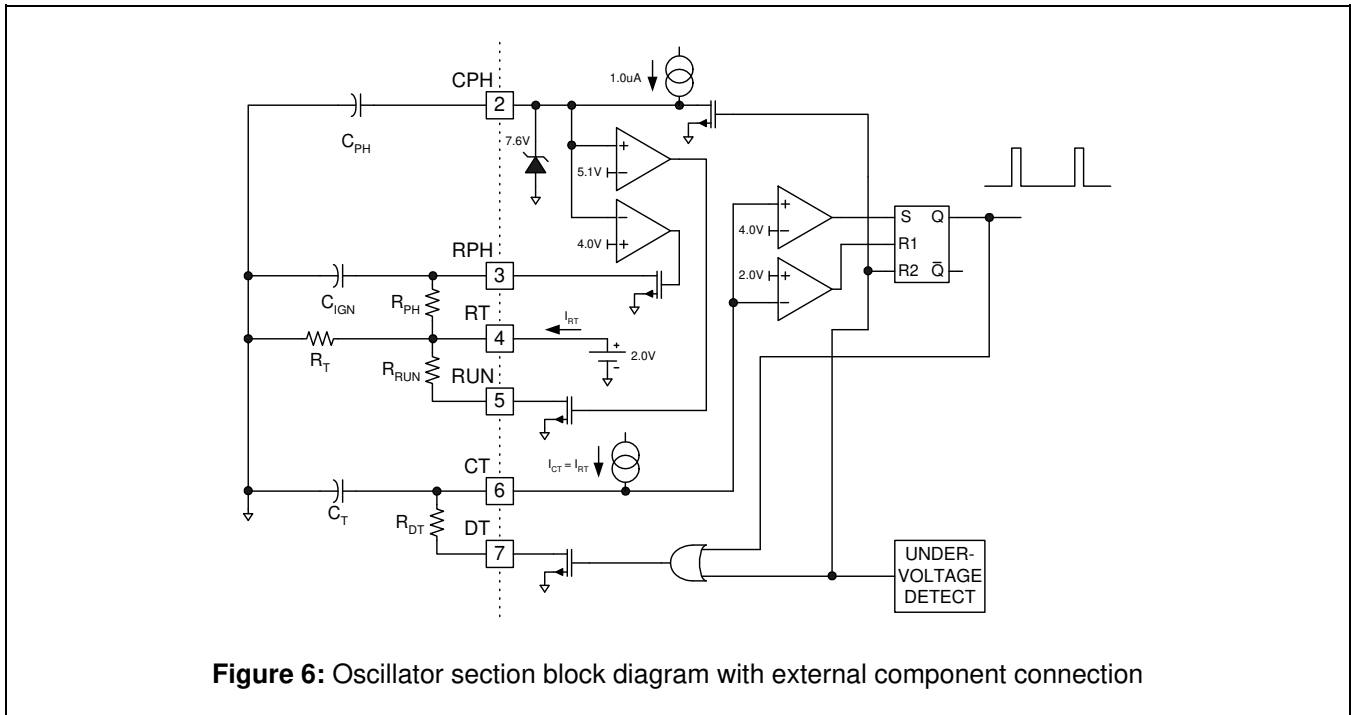 CPH
2
1.0uA
C_PH
7.6V
+
5.1V
−
−
4.0V
+
+
4.0V
−
S Q
R1
R2 Q̅
2.0V
+
−
RPH
3
C_IGN
R_PH
RT
4
I_RT
+
2.0V
-
R_T
R_RUN
RUN
5
CT
6
I_CT = I_RT
C_T
R_DT
DT
7
UNDER-
VOLTAGE
DETECT
Figure 6: Oscillator section block diagram with external component connection